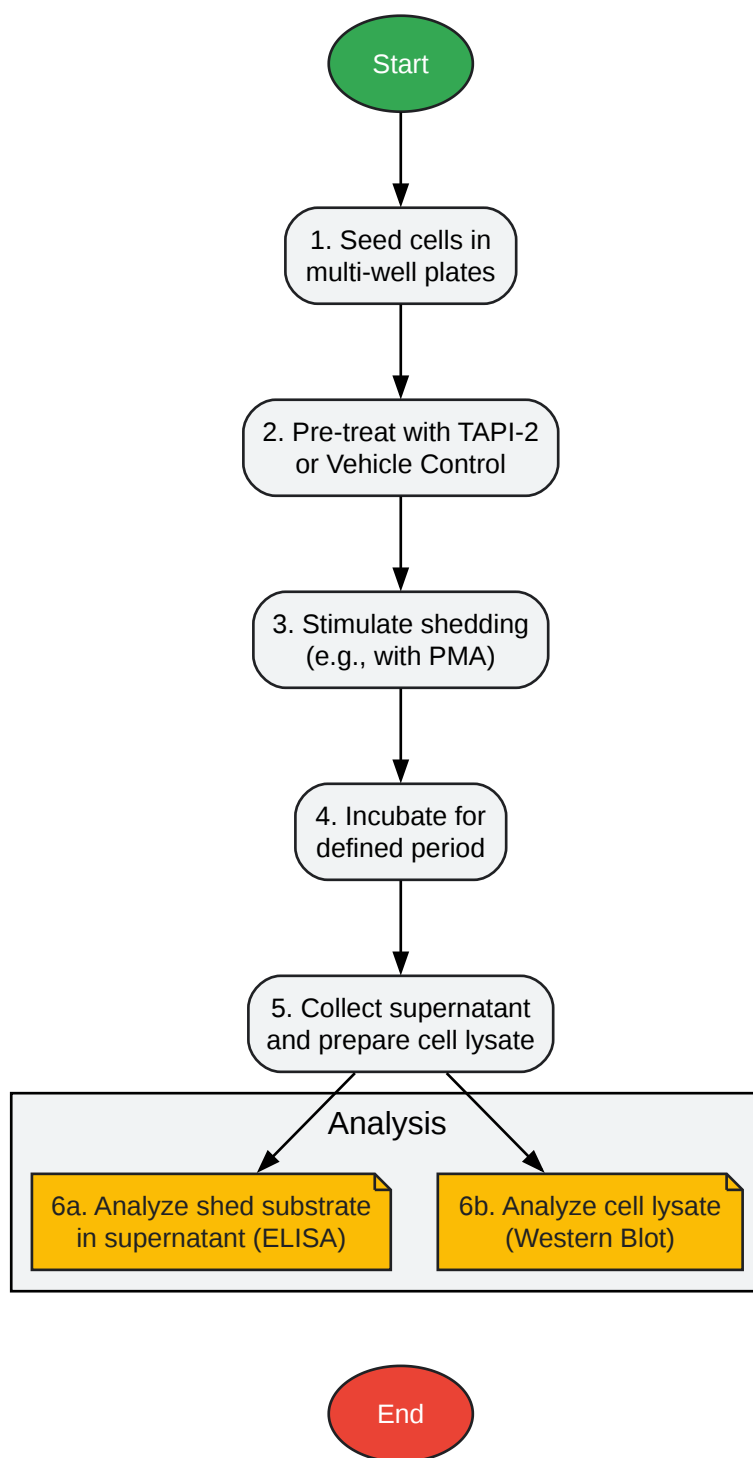 Start
1. Seed cells in
multi-well plates
2. Pre-treat with TAPI-2
or Vehicle Control
3. Stimulate shedding
(e.g., with PMA)
4. Incubate for
defined period
5. Collect supernatant
and prepare cell lysate
Analysis
6a. Analyze shed substrate
in supernatant (ELISA)
6b. Analyze cell lysate
(Western Blot)
End